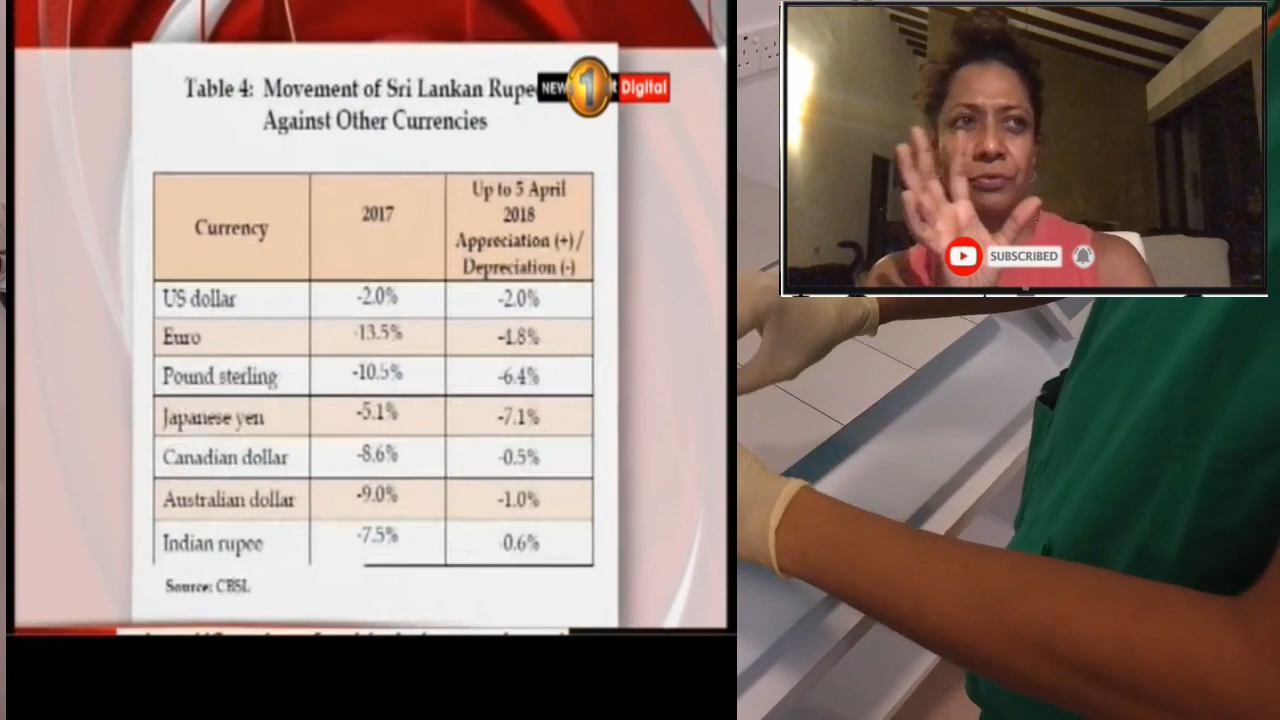 Table 4: Movement of Sri Lankan Rupee
Against Other Currencies
NEWS 1st Digital
Currency
2017
Up to 5 April
2018
Appreciation (+)/
Depreciation (-)
US dollar -2.0% -2.0%
Euro -13.5% -4.8%
Pound sterling -10.5% -6.4%
Japanese yen -5.1% -7.1%
Canadian dollar -8.6% -0.5%
Australian dollar -9.0% -1.0%
Indian rupee -7.5% 0.6%
Source: CBSL
SUBSCRIBED